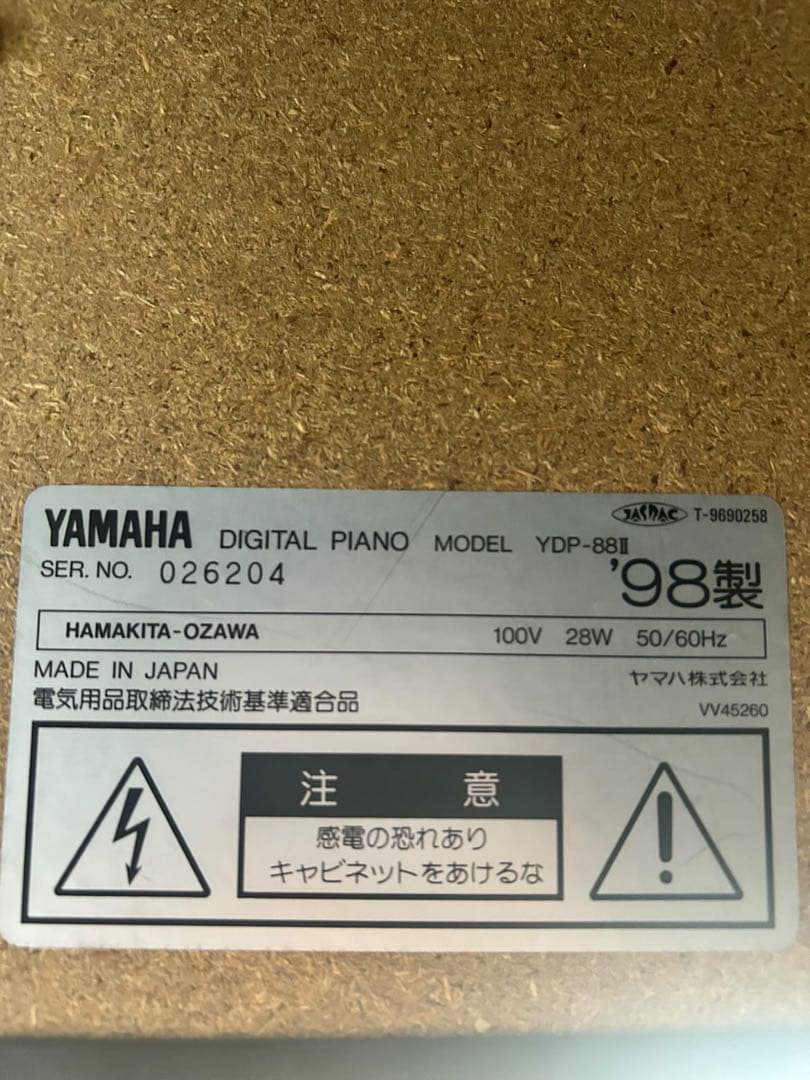 YAMAHA DIGITAL PIANO MODEL YDP-88Ⅱ
JASRAC T-9690258
SER. NO. 026204
'98製
HAMAKITA-OZAWA 100V 28W 50/60Hz
MADE IN JAPAN
ヤマハ株式会社
電気用品取締法技術基準適合品
VV45260
注 意
感電の恐れあり
キャビネットをあけるな